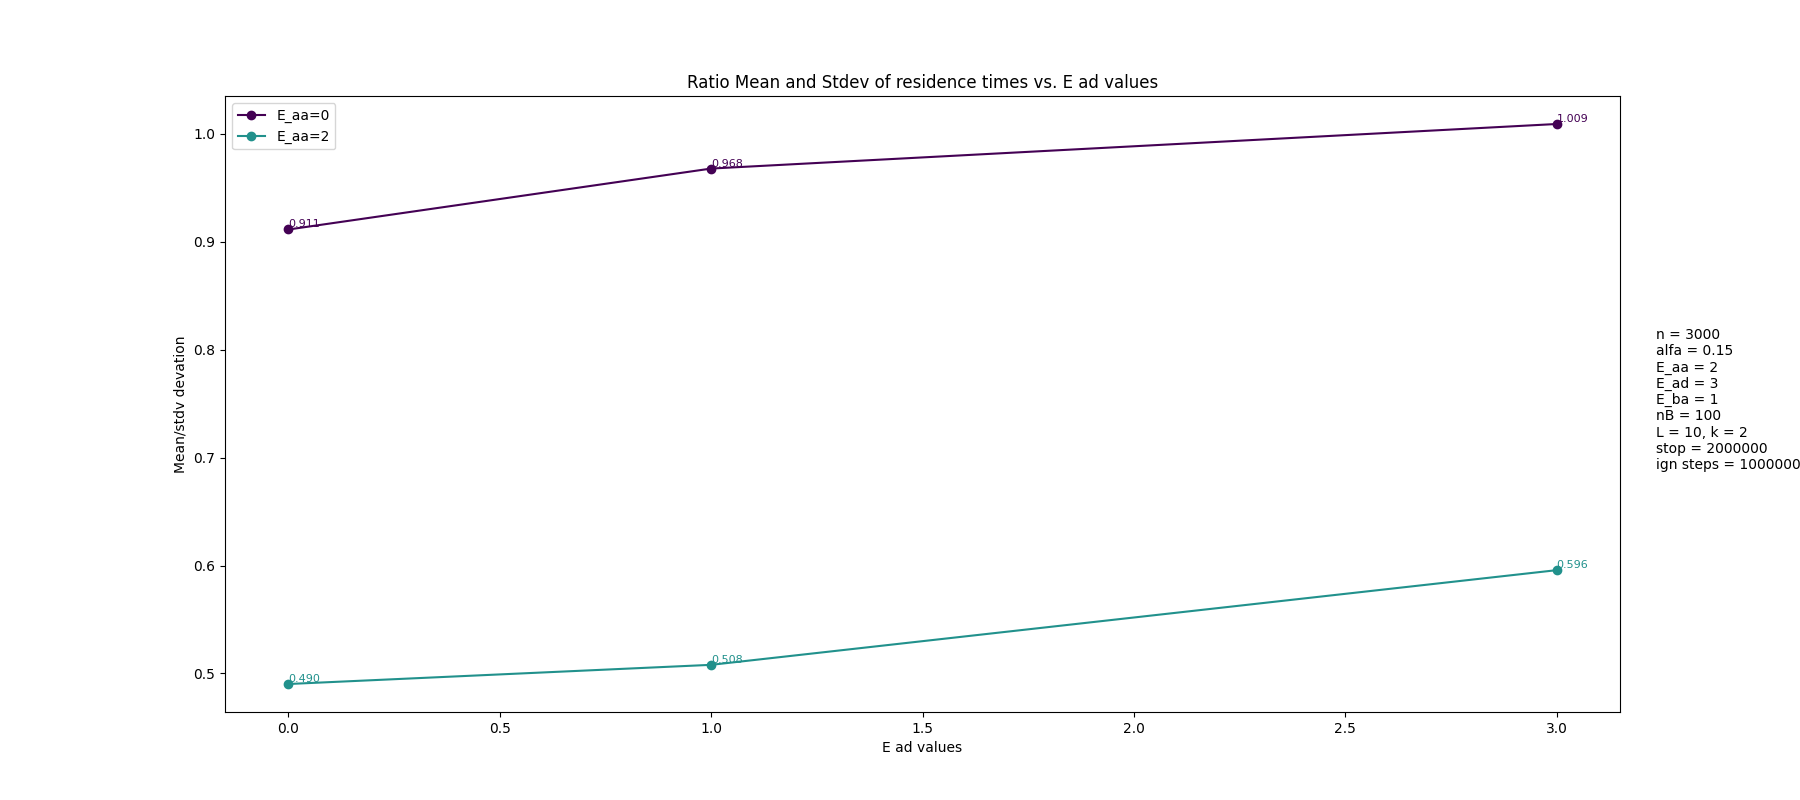 Ratio Mean and Stdev of residence times vs. E ad values
E_aa=0
E_aa=2
1.0
0.9
0.8
0.7
0.6
0.5
Mean/stdv devation
0.911
0.968
1.009
0.490
0.508
0.596
0.0
0.5
1.0
1.5
2.0
2.5
3.0
E ad values
n = 3000
alfa = 0.15
E_aa = 2
E_ad = 3
E_ba = 1
nB = 100
L = 10, k = 2
stop = 2000000
ign steps = 1000000